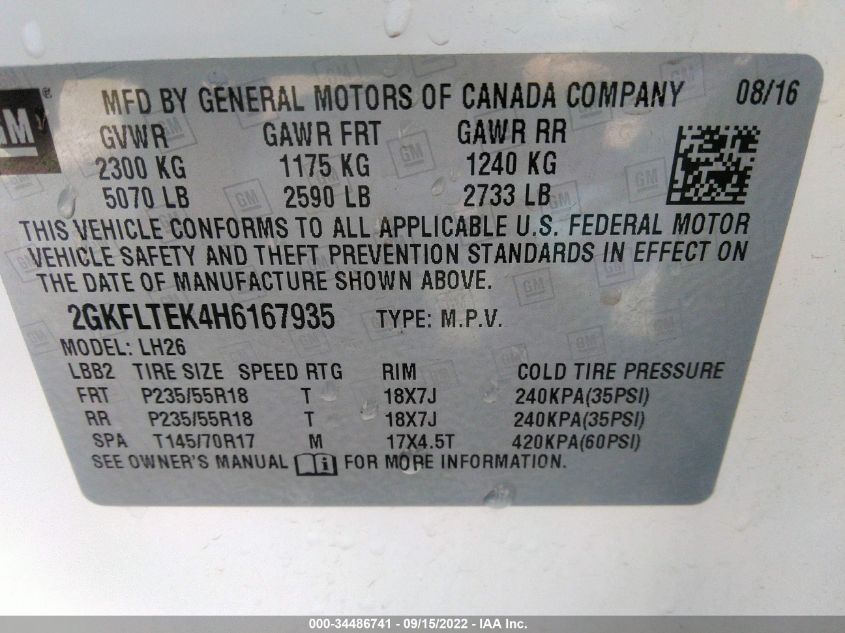 GM ®
MFD BY GENERAL MOTORS OF CANADA COMPANY 08/16
GVWR GAWR FRT GAWR RR
2300 KG 1175 KG 1240 KG
5070 LB 2590 LB 2733 LB
THIS VEHICLE CONFORMS TO ALL APPLICABLE U.S. FEDERAL MOTOR
VEHICLE SAFETY AND THEFT PREVENTION STANDARDS IN EFFECT ON
THE DATE OF MANUFACTURE SHOWN ABOVE.
2GKFLTEK4H6167935 TYPE: M.P.V.
MODEL: LH26
LBB2 TIRE SIZE SPEED RTG RIM COLD TIRE PRESSURE
FRT P235/55R18 T 18X7J 240KPA(35PSI)
RR P235/55R18 T 18X7J 240KPA(35PSI)
SPA T145/70R17 M 17X4.5T 420KPA(60PSI)
SEE OWNER'S MANUAL i FOR MORE INFORMATION.
000-34486741 - 09/15/2022 - IAA Inc.